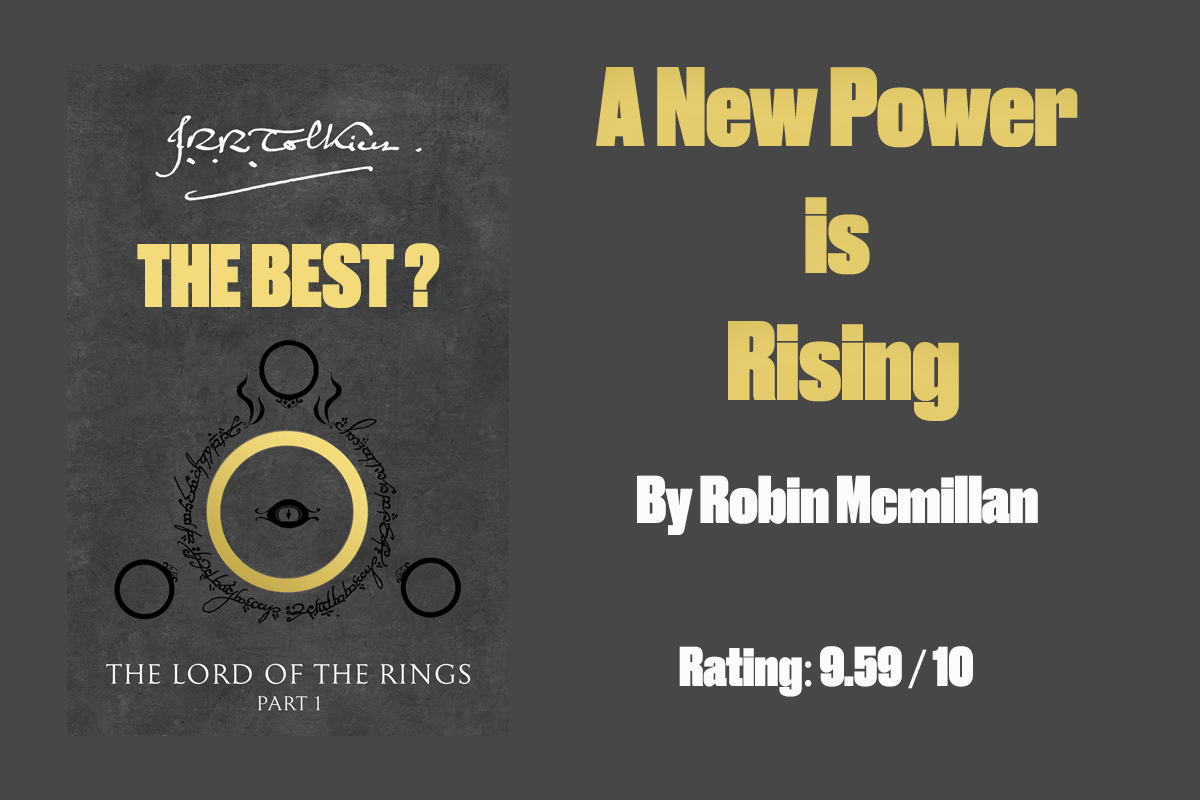 J.R.R. Tolkien.
THE BEST ?
THE LORD OF THE RINGS
PART 1
A New Power
is
Rising
By Robin Mcmillan
Rating: 9.59 / 10